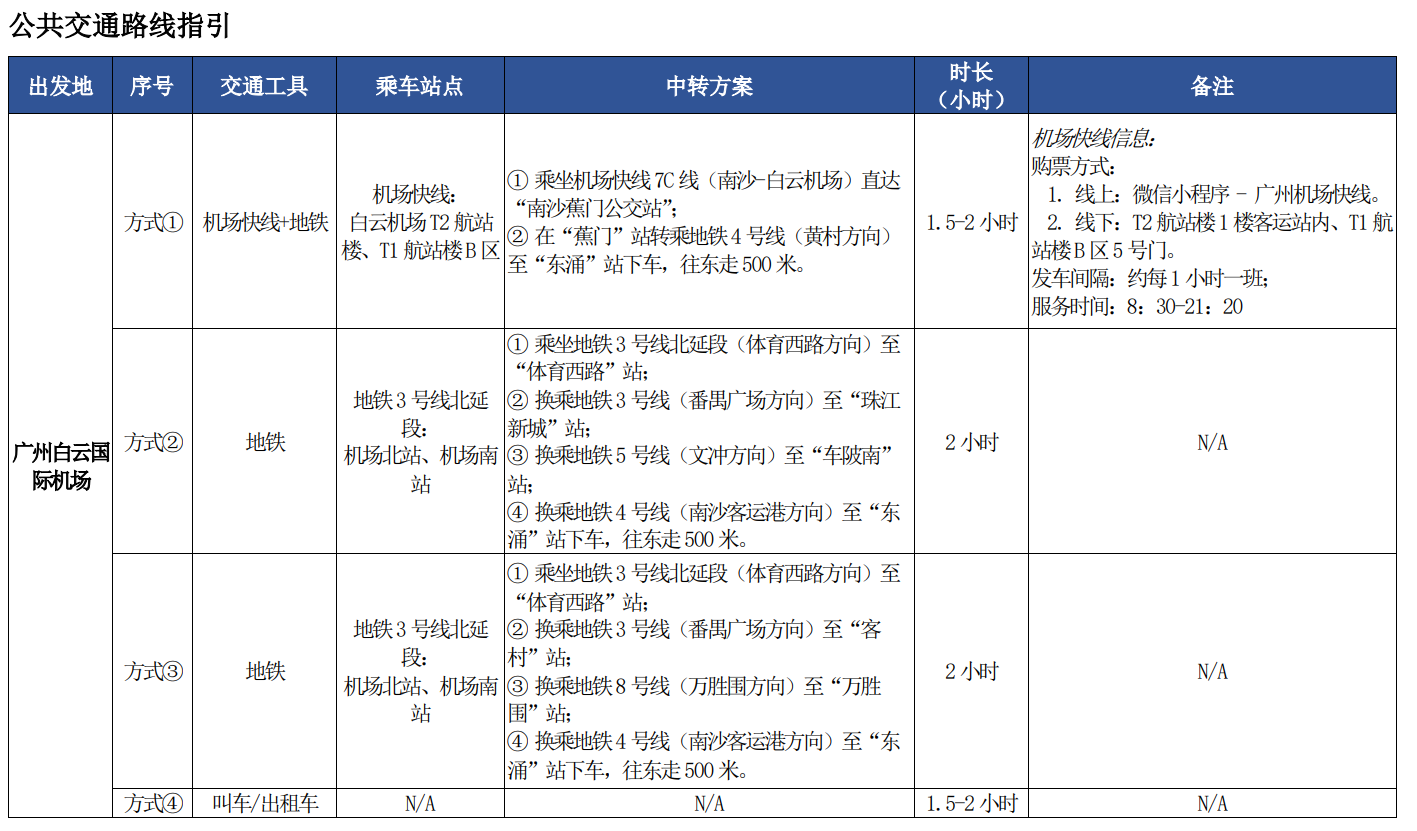 公共交通路线指引
出发地
序号
交通工具
乘车站点
中转方案
时长
（小时）
备注
广州白云国
际机场
方式①
机场快线+地铁
机场快线：
白云机场 T2 航站
楼、T1 航站楼 B 区
① 乘坐机场快线 7C 线（南沙-白云机场）直达
“南沙蕉门公交站”；
② 在“蕉门”站转乘地铁 4 号线（黄村方向）
至“东涌”站下车，往东走 500 米。
1.5-2 小时
机场快线信息：
购票方式：
1. 线上：微信小程序 - 广州机场快线。
2. 线下：T2 航站楼 1 楼客运站内、T1 航
站楼 B 区 5 号门。
发车间隔：约每 1 小时一班；
服务时间：8：30-21：20
方式②
地铁
地铁 3 号线北延
段：
机场北站、机场南
站
① 乘坐地铁 3 号线北延段（体育西路方向）至
“体育西路”站；
② 换乘地铁 3 号线（番禺广场方向）至“珠江
新城”站；
③ 换乘地铁 5 号线（文冲方向）至“车陂南”
站；
④ 换乘地铁 4 号线（南沙客运港方向）至“东
涌”站下车，往东走 500 米。
2 小时
N/A
方式③
地铁
地铁 3 号线北延
段：
机场北站、机场南
站
① 乘坐地铁 3 号线北延段（体育西路方向）至
“体育西路”站；
② 换乘地铁 3 号线（番禺广场方向）至“客
村”站；
③ 换乘地铁 8 号线（万胜围方向）至“万胜
围”站；
④ 换乘地铁 4 号线（南沙客运港方向）至“东
涌”站下车，往东走 500 米。
2 小时
N/A
方式④
叫车/出租车
N/A
N/A
1.5-2 小时
N/A